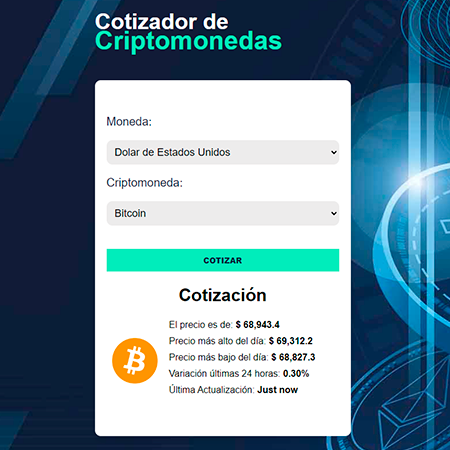 Cotizador de
Criptomonedas
Moneda:
Dolar de Estados Unidos
Criptomoneda:
Bitcoin
COTIZAR
Cotización
El precio es de: $ 68,943.4
Precio más alto del día: $ 69,312.2
Precio más bajo del día: $ 68,827.3
Variación últimas 24 horas: 0.30%
Última Actualización: Just now